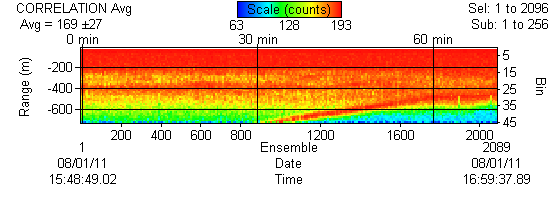 CORRELATION Avg
Scale (counts)
Sel: 1 to 2096
Avg = 169 ±27
63 128 193
Sub: 1 to 256
0 min 30 min 60 min
Range (m)
-200
-400
-600
5
15
25
35
45
Bin
200 400 600 800 1200 1600 2000
1 Ensemble 2089
08/01/11 Date 08/01/11
15:48:49.02 Time 16:59:37.89